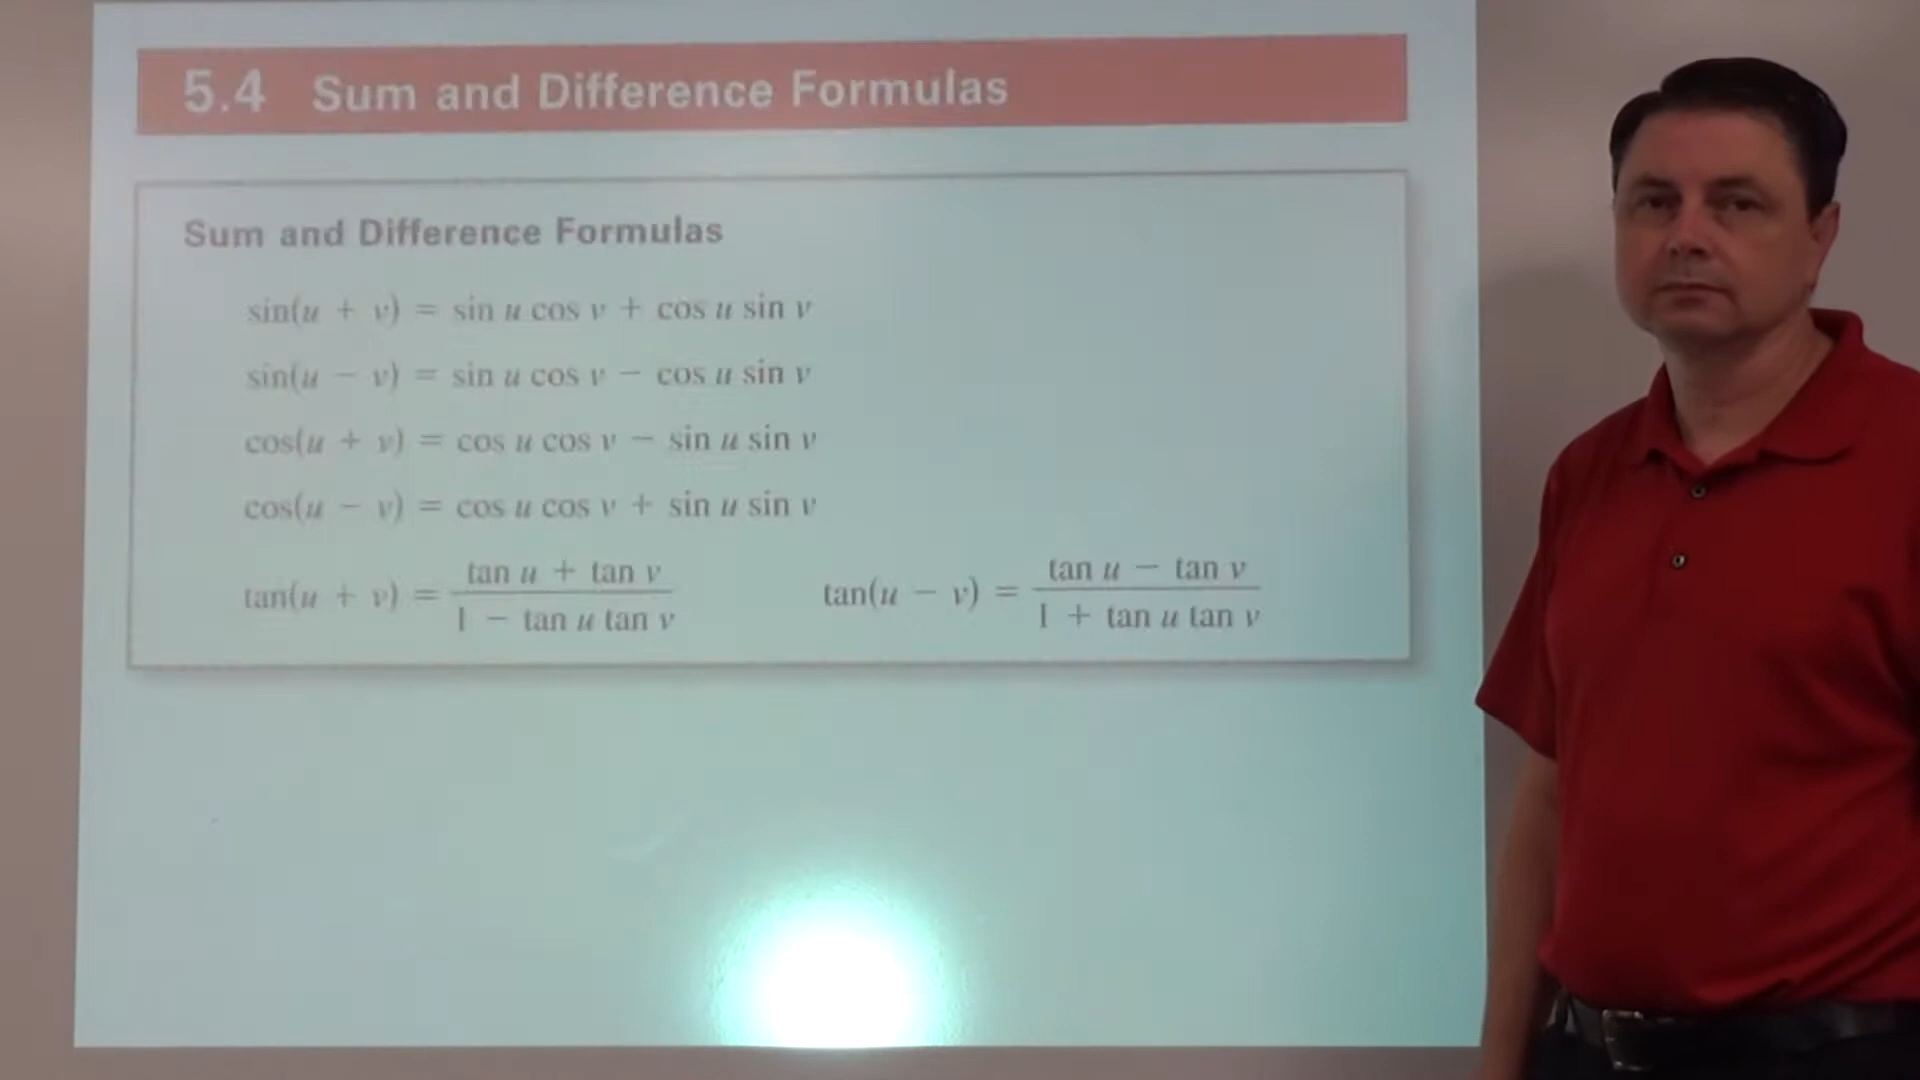 5.4 Sum and Difference Formulas
Sum and Difference Formulas
sin(u + v) = sin u cos v + cos u sin v
sin(u − v) = sin u cos v − cos u sin v
cos(u + v) = cos u cos v − sin u sin v
cos(u − v) = cos u cos v + sin u sin v
tan(u + v) = (tan u + tan v) / (1 − tan u tan v)
tan(u − v) = (tan u − tan v) / (1 + tan u tan v)